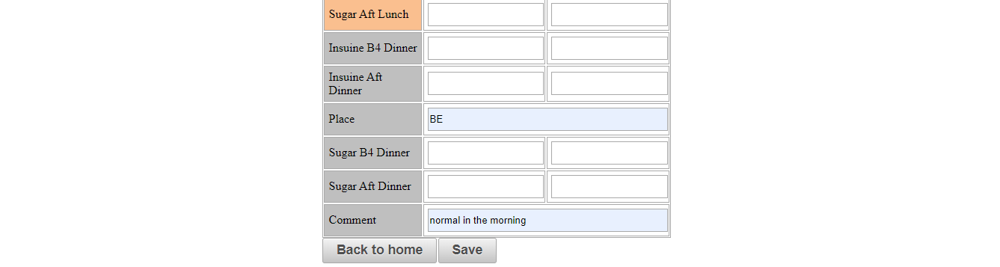 Sugar Aft Lunch
Insuine B4 Dinner
Insuine Aft
Dinner
Place
BE
Sugar B4 Dinner
Sugar Aft Dinner
Comment
normal in the morning
Back to home
Save